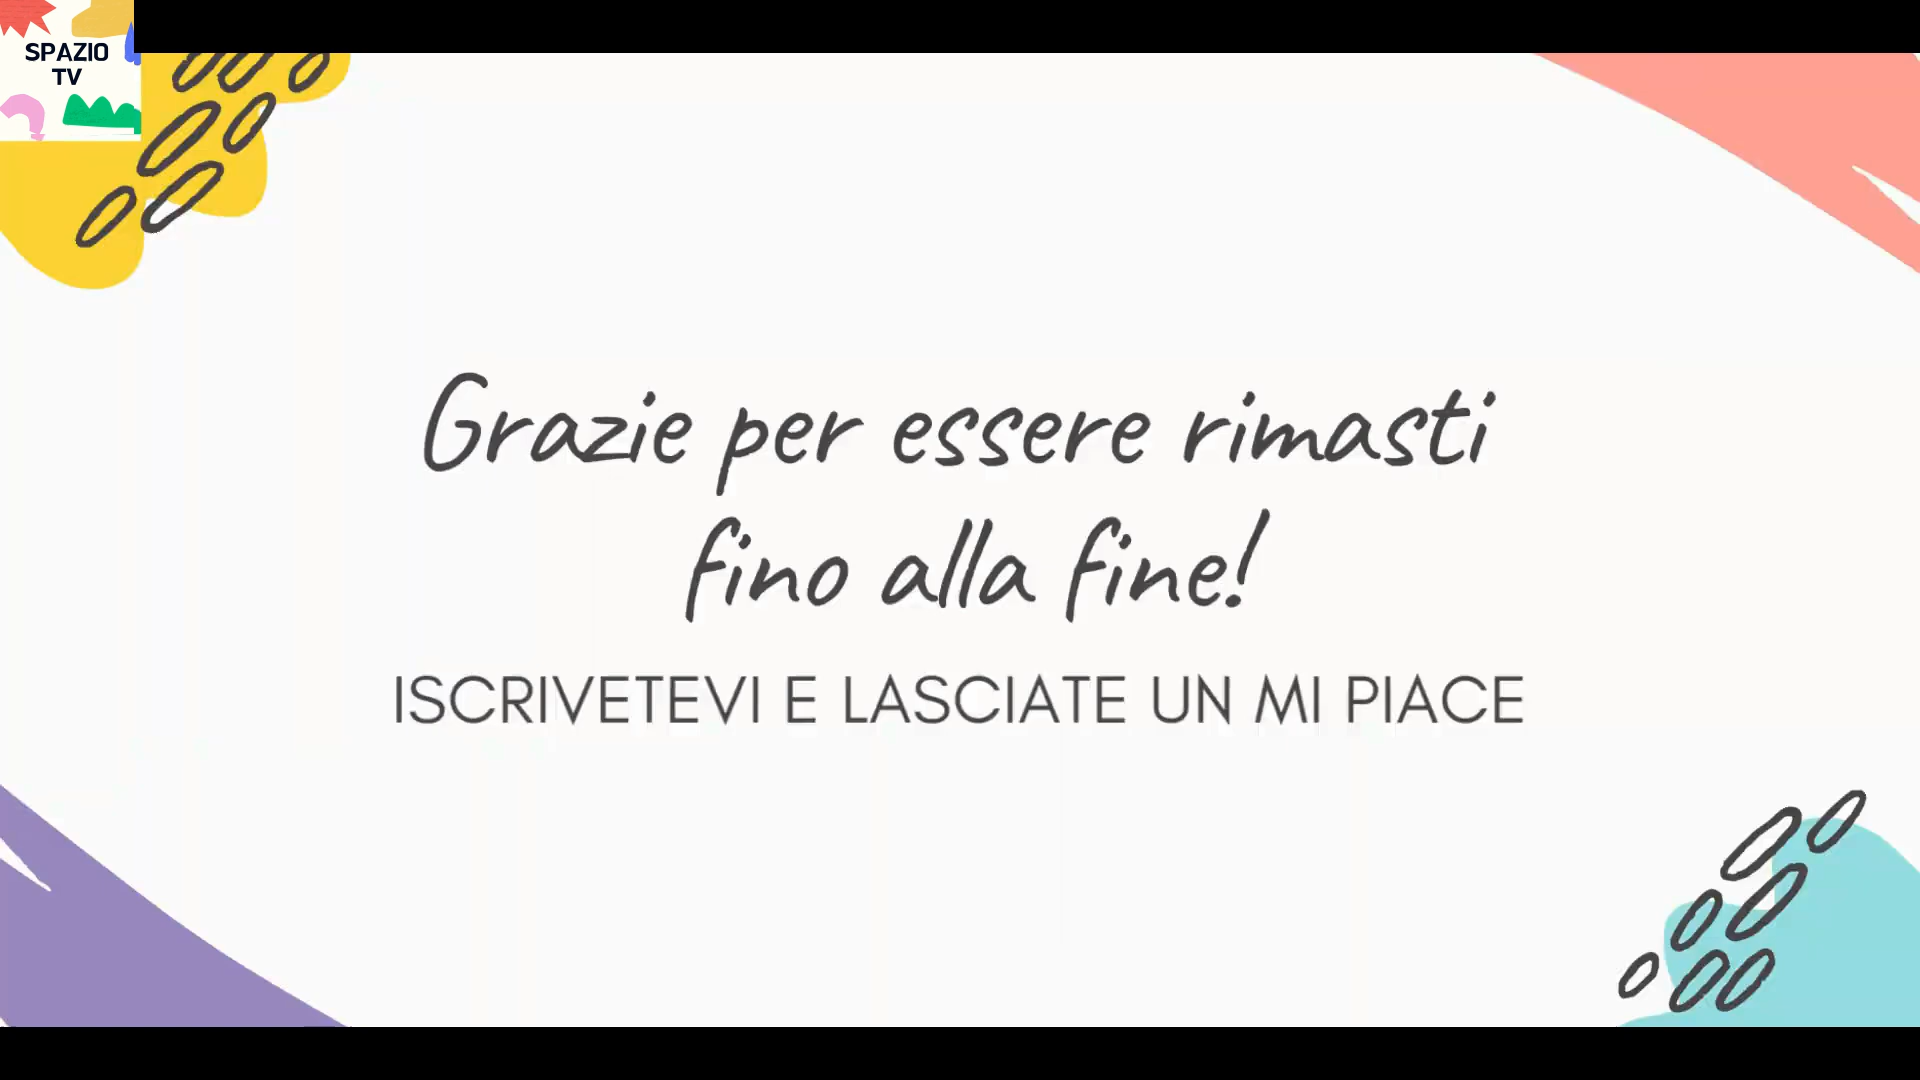 SPAZIO
TV
Grazie per essere rimasti
fino alla fine!
ISCRIVETEVI E LASCIATE UN MI PIACE